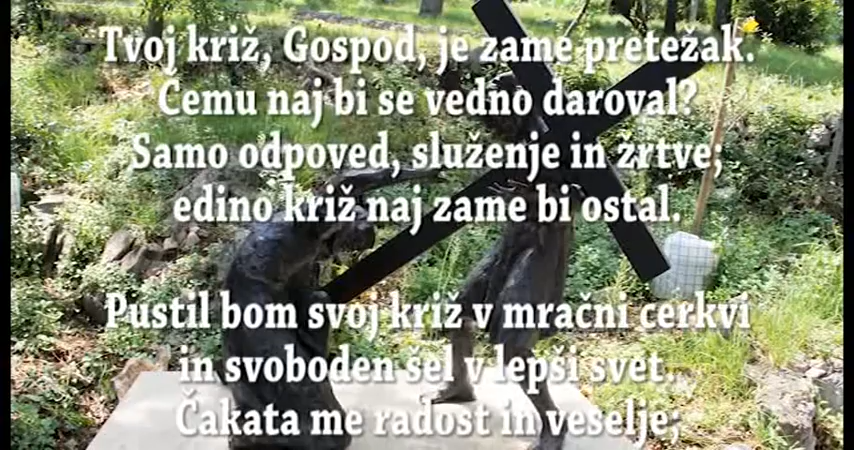 Tvoj križ, Gospod, je zame pretežak.
Čemu naj bi se vedno daroval?
Samo odpoved, služenje in žrtve;
edino križ naj zame bi ostal.
Pustil bom svoj križ v mračni cerkvi
in svoboden šel v lepši svet.
Čakata me radost in veselje;